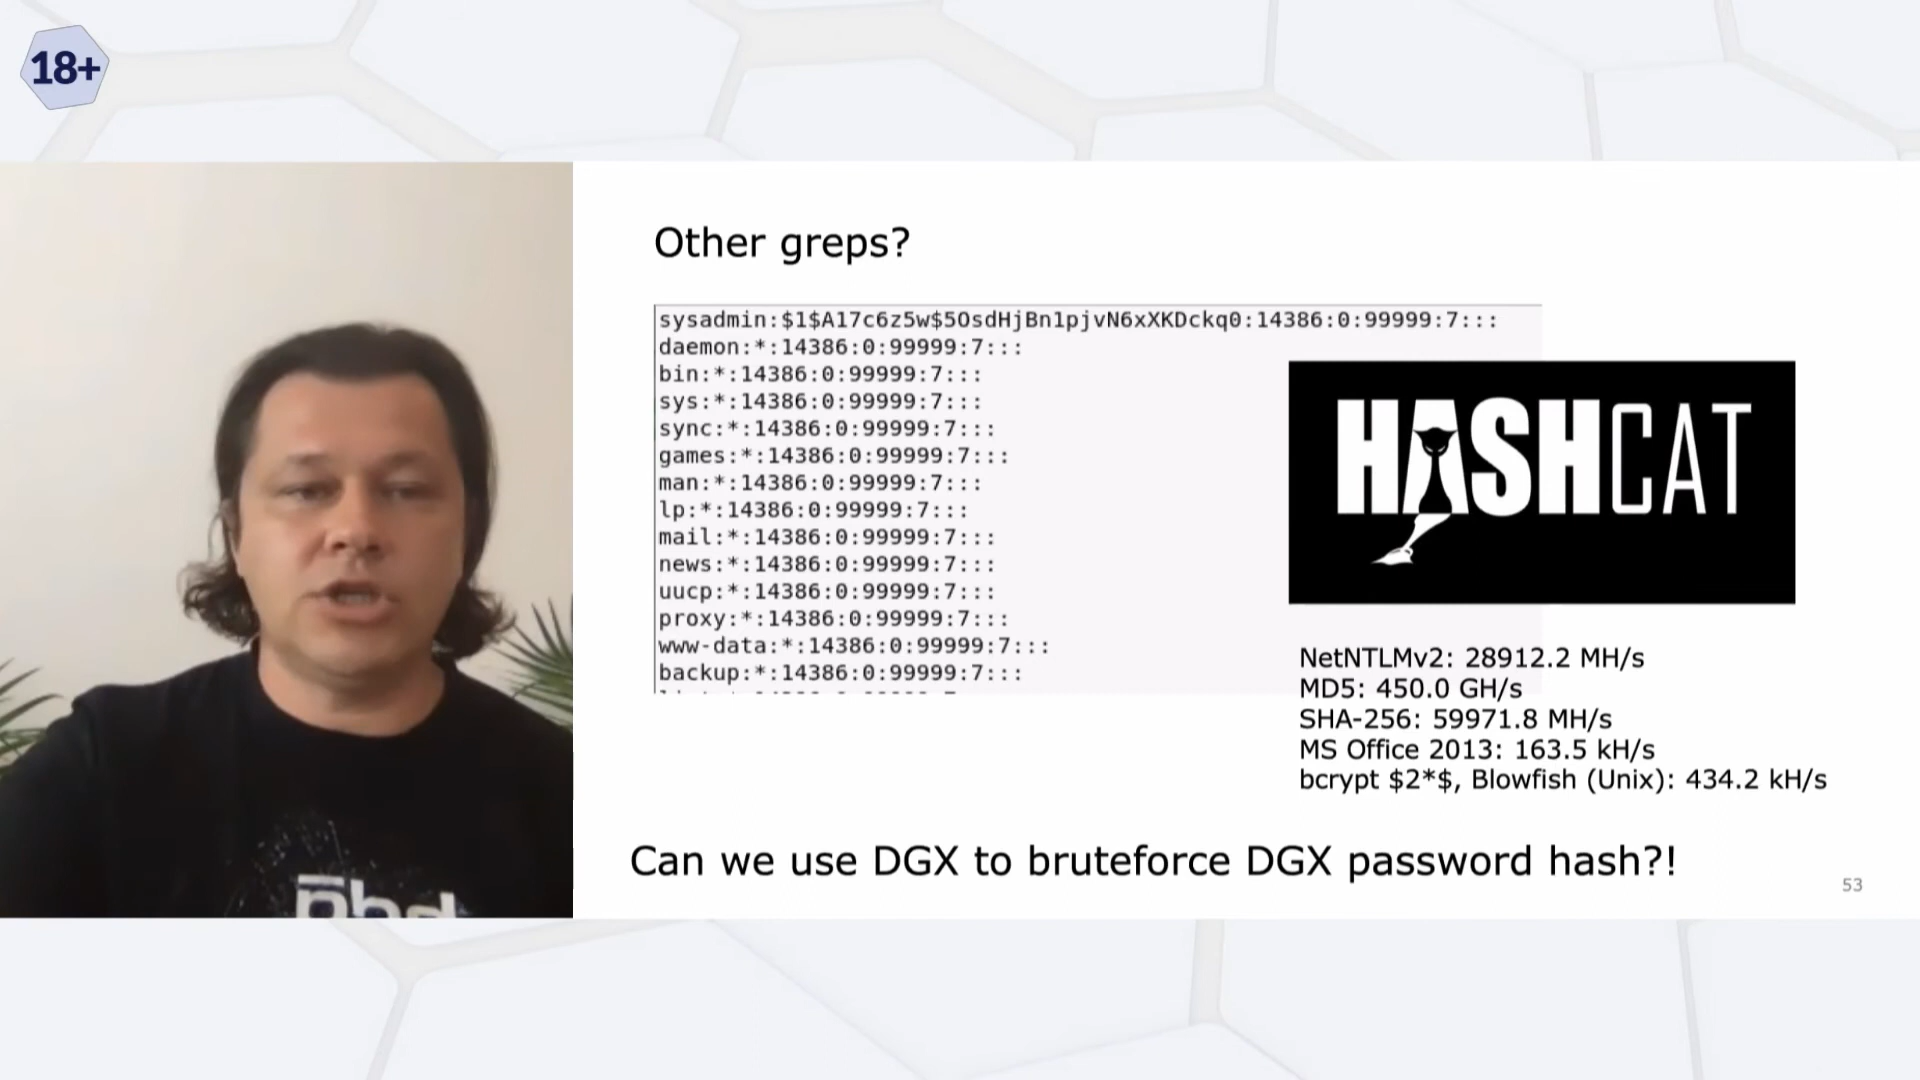 18+
Other greps?
sysadmin:$1$A17c6z5w$5OsdHjBn1pjvN6xXKDckq0:14386:0:99999:7:::
daemon:*:14386:0:99999:7:::
bin:*:14386:0:99999:7:::
sys:*:14386:0:99999:7:::
sync:*:14386:0:99999:7:::
games:*:14386:0:99999:7:::
man:*:14386:0:99999:7:::
lp:*:14386:0:99999:7:::
mail:*:14386:0:99999:7:::
news:*:14386:0:99999:7:::
uucp:*:14386:0:99999:7:::
proxy:*:14386:0:99999:7:::
www-data:*:14386:0:99999:7:::
backup:*:14386:0:99999:7:::
HASHCAT
NetNTLMv2: 28912.2 MH/s
MD5: 450.0 GH/s
SHA-256: 59971.8 MH/s
MS Office 2013: 163.5 kH/s
bcrypt $2*$, Blowfish (Unix): 434.2 kH/s
Can we use DGX to bruteforce DGX password hash?!
53
phd